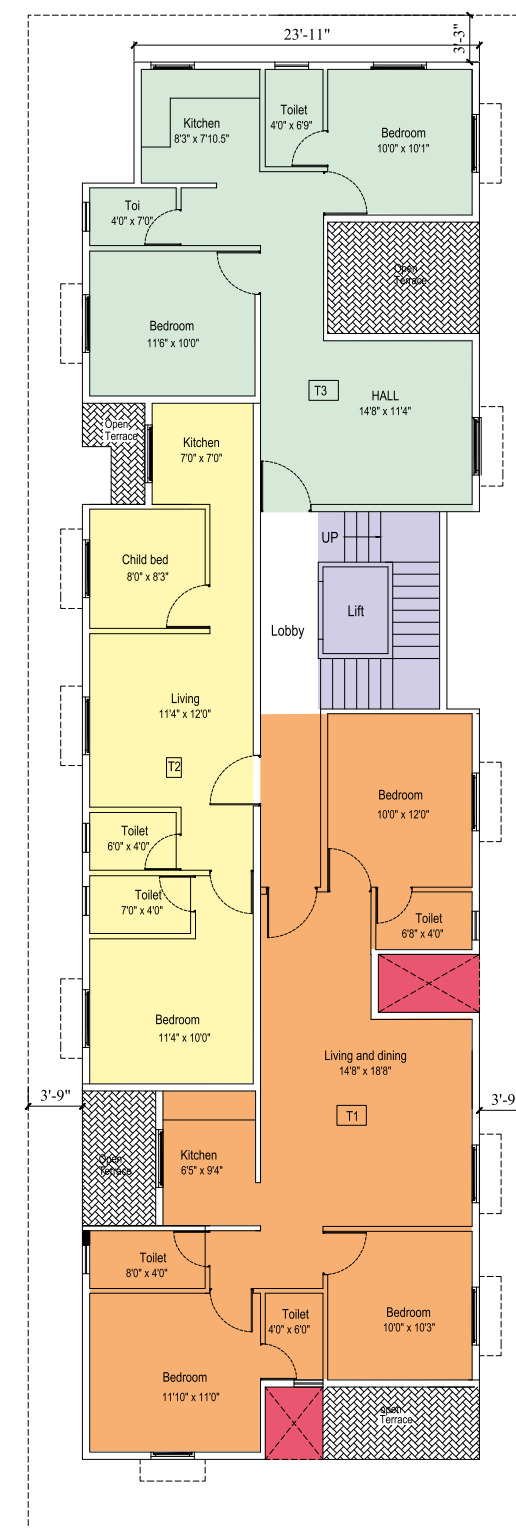 23'-11"
3'-3"
Kitchen
8'3" x 7'10.5"
Toilet
4'0" x 6'9"
Bedroom
10'0" x 10'1"
Toi
4'0" x 7'0"
Open
Terrace
Bedroom
11'6" x 10'0"
T3
HALL
14'8" x 11'4"
Open
Terrace
Kitchen
7'0" x 7'0"
UP
Child bed
8'0" x 8'3"
Lift
Lobby
Living
11'4" x 12'0"
T2
Bedroom
10'0" x 12'0"
Toilet
6'0" x 4'0"
Toilet
7'0" x 4'0"
Toilet
6'8" x 4'0"
Bedroom
11'4" x 10'0"
Living and dining
14'8" x 18'8"
3'-9"
3'-9
T1
Kitchen
6'5" x 9'4"
Open
Terrace
Toilet
8'0" x 4'0"
Toilet
4'0" x 6'0"
Bedroom
10'0" x 10'3"
Bedroom
11'10" x 11'0"
open
Terrace